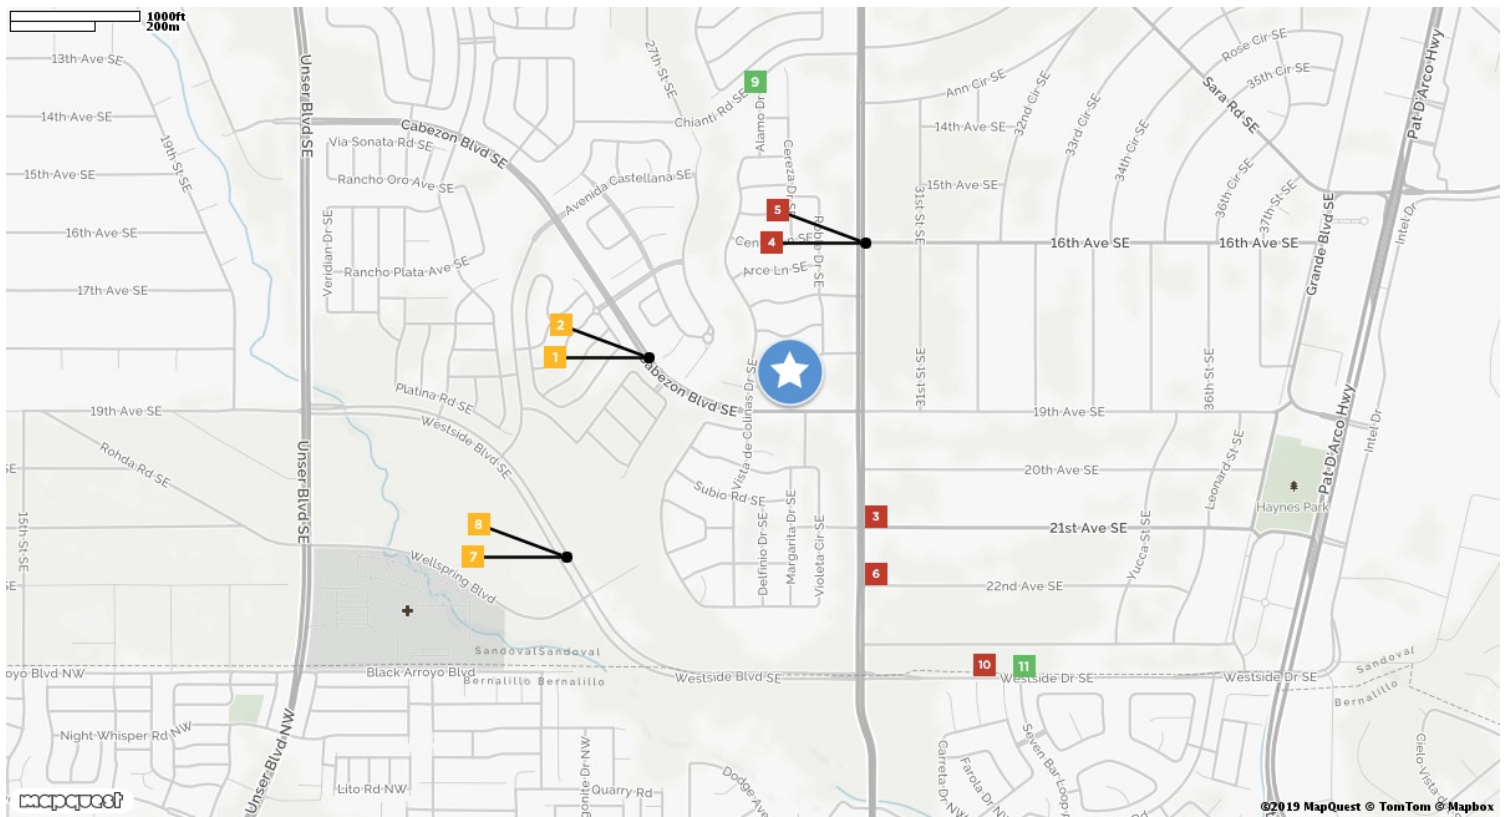 1000ft
200m
13th Ave SE
Unser Blvd SE
27th St SE
9
Rose Cir SE
35th Cir SE
Pat D'Arco Hwy
Ann Cir SE
Sara Rd SE
32nd Cir SE
33rd Cir SE
34th Cir SE
14th Ave SE
19th St SE
Cabezon Blvd SE
Via Sonata Rd SE
Chianti Rd SE
Alamo Dr
14th Ave SE
15th Ave SE
Rancho Oro Ave SE
Avenida Castellana SE
Cereza Dr SE
15th Ave SE
31st St SE
36th Cir SE
37th St SE
5
16th Ave SE
Veridian Dr SE
4
16th Ave SE
16th Ave SE
Grande Blvd SE
Intel Dr
Rancho Plata Ave SE
Arce Ln SE
17th Ave SE
2
1
31st St SE
36th St SE
Platina Rd SE
Cabezon Blvd SE
Vista de Colinas Dr SE
19th Ave SE
19th Ave SE
Pat D'Arco Hwy
Intel Dr
Westside Blvd SE
Rohda Rd SE
Unser Blvd SE
SE
20th Ave SE
Leonard St SE
Subio Rd SE
Haynes Park
15th St SE
8
3
21st Ave SE
Delfinio Dr SE
Margarita Dr SE
Violeta Cir SE
Yucca St SE
7
Wellspring Blvd
6
SE
22nd Ave SE
Sandoval Sandoval
10
11
Sandoval
oyo Blvd NW
Black Arroyo Blvd
Bernalillo Bernalillo
Westside Blvd SE
Westside Dr SE
Westside Dr SE
Bernalillo
Night Whisper Rd NW
Unser Blvd NW
Seven Bar Loop
Carreta Dr NW
Farola Dr NW
Cielo Vista d
Lito Rd NW
onite Dr NW
Quarry Rd
Dodge Ave
mapquest
©2019 MapQuest © TomTom © Mapbox